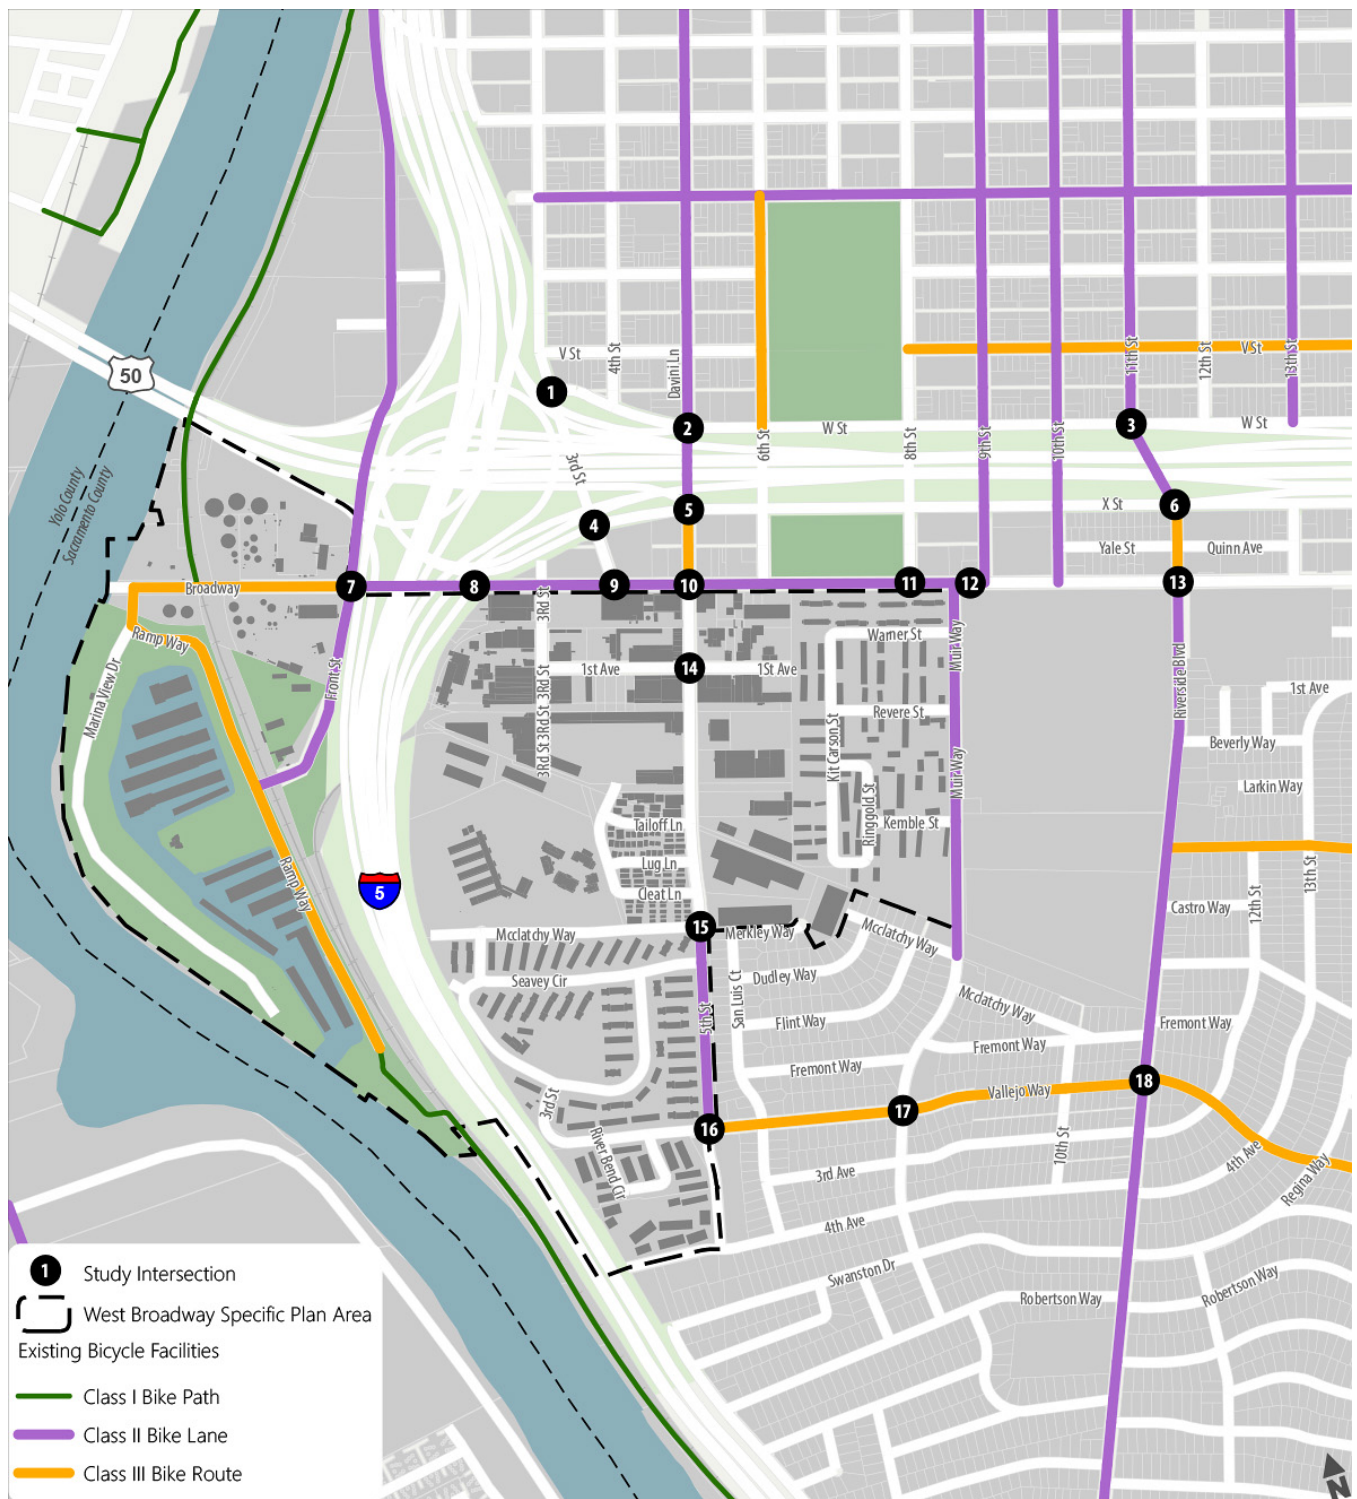 V St
4th St
Davini Ln
11th St
V St
12th St
13th St
50
1
2
3
W St
W St
6th St
8th St
9th St
10th St
3rd St
Yolo County
Sacramento County
4
5
X St
6
Yale St
Quinn Ave
Broadway
7
8
9
10
11
12
13
3Rd St
Ramp Way
Warner St
Muir Way
Marina View Dr
Front St
1st Ave
14
1St Ave
3Rd St
Riverside Blvd
1st Ave
Revere St
3Rd St
Kit Carson St
Beverly Way
3Rd St
Muir Way
Larkin Way
Tailoff Ln
Ringgold St
Kemble St
Lug Ln
Ramp Way
5
Cleat Ln
13th St
12th St
Castro Way
Mcclatchy Way
15
Merkley Way
Mcclatchy Way
Seavey Cir
Dudley Way
San Luis Ct
5th St
Mcdatchy Way
Flint Way
Fremont Way
Fremont Way
Fremont Way
18
Vallejo Way
3rd St
17
16
10th St
River Bend Cir
3rd Ave
4th Ave
Regina Way
4th Ave
Swanston Dr
Robertson Way
Robertson Way
1 Study Intersection
West Broadway Specific Plan Area
Existing Bicycle Facilities
Class I Bike Path
Class II Bike Lane
Class III Bike Route
N